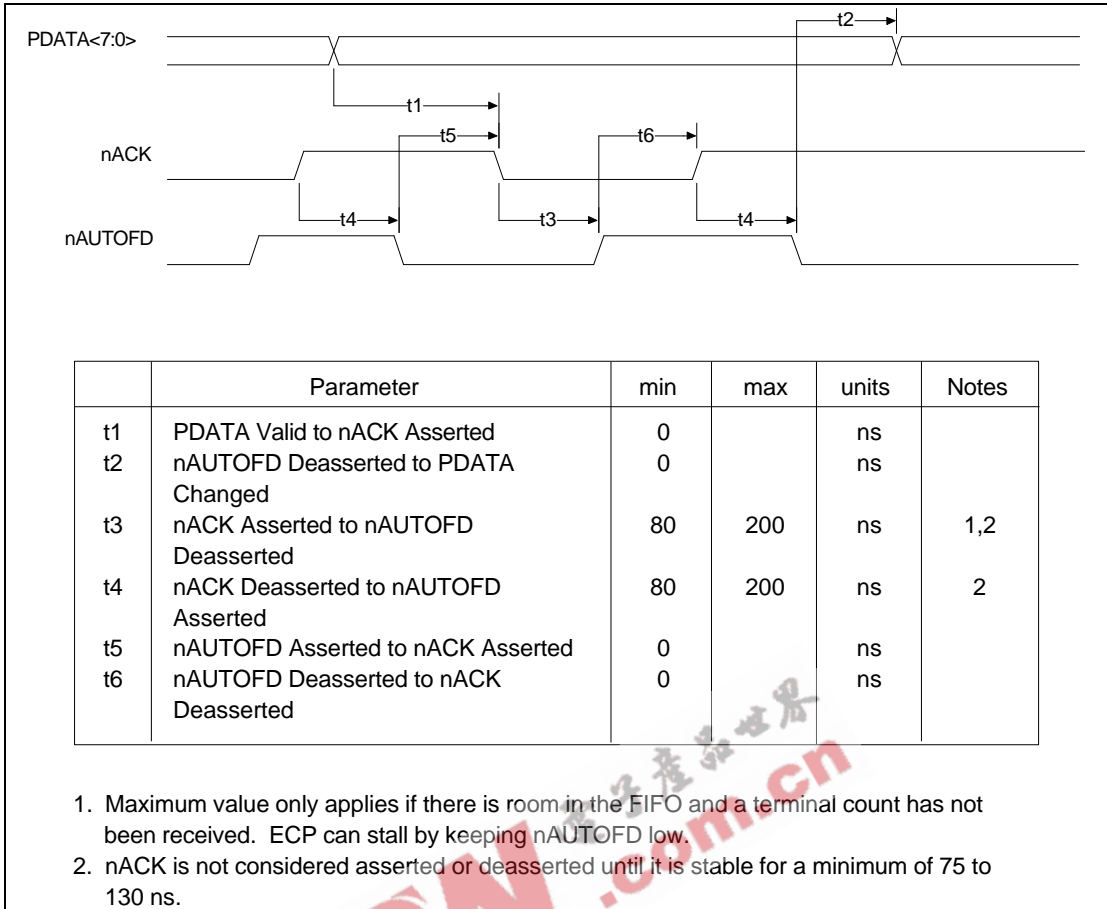 t2
PDATA<7:0>
t1
t5 t6
nACK
t4 t3 t4
nAUTOFD
Parameter min max units Notes
t1 PDATA Valid to nACK Asserted 0 ns
t2 nAUTOFD Deasserted to PDATA 0 ns
Changed
t3 nACK Asserted to nAUTOFD 80 200 ns 1,2
Deasserted
t4 nACK Deasserted to nAUTOFD 80 200 ns 2
Asserted
t5 nAUTOFD Asserted to nACK Asserted 0 ns
t6 nAUTOFD Deasserted to nACK 0 ns
Deasserted
电子產品世界
.com.cn
1. Maximum value only applies if there is room in the FIFO and a terminal count has not
been received. ECP can stall by keeping nAUTOFD low.
2. nACK is not considered asserted or deasserted until it is stable for a minimum of 75 to
130 ns.